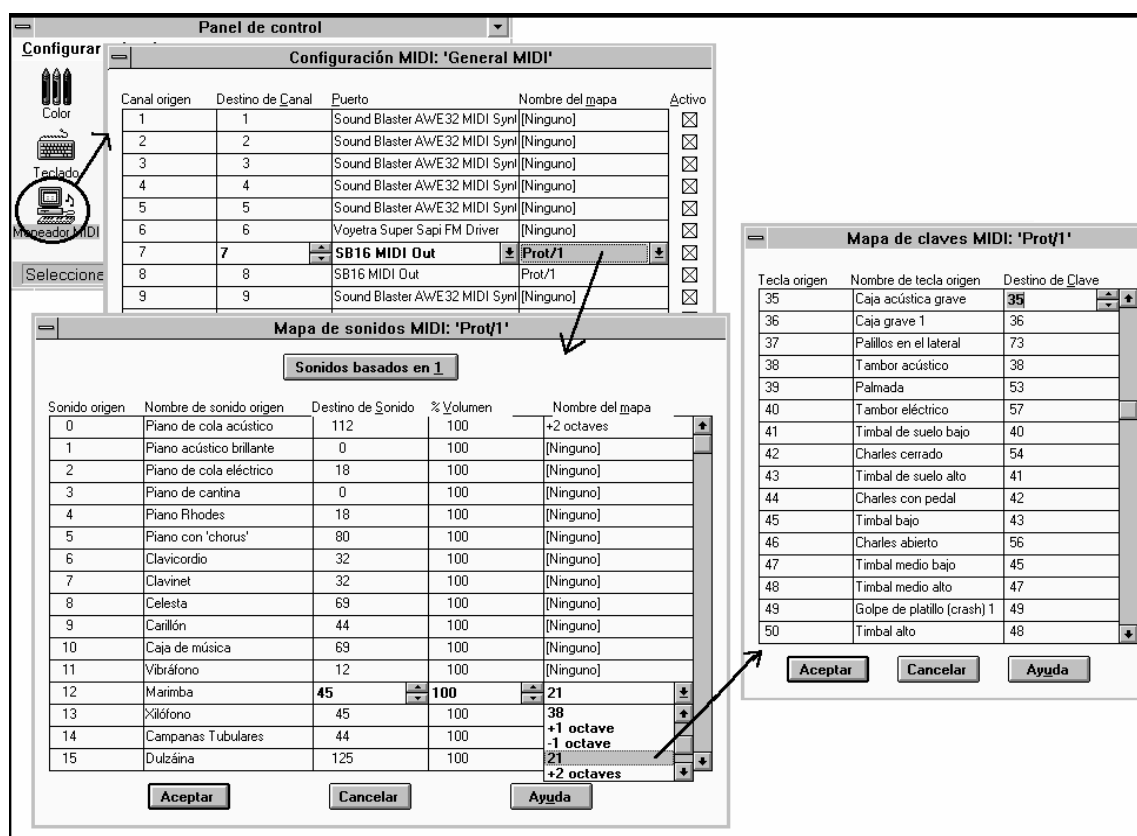 Panel de control
Configurar
Color
Teclado
Mapeador MIDI
Seleccione
Configuración MIDI: 'General MIDI'
Canal origen Destino de Canal Puerto Nombre del mapa Activo
1 1 Sound Blaster AWE32 MIDI Synt [Ninguno]
2 2 Sound Blaster AWE32 MIDI Synt [Ninguno]
3 3 Sound Blaster AWE32 MIDI Synt [Ninguno]
4 4 Sound Blaster AWE32 MIDI Synt [Ninguno]
5 5 Sound Blaster AWE32 MIDI Synt [Ninguno]
6 6 Voyetra Super Sapi FM Driver [Ninguno]
7 7 SB16 MIDI Out Prot/1
8 8 SB16 MIDI Out Prot/1
9 9 Sound Blaster AWE32 MIDI Synt [Ninguno]
Mapa de sonidos MIDI: 'Prot/1'
Sonidos basados en 1
Sonido origen Nombre de sonido origen Destino de Sonido % Volumen Nombre del mapa
0 Piano de cola acústico 112 100 +2 octaves
1 Piano acústico brillante 0 100 [Ninguno]
2 Piano de cola eléctrico 18 100 [Ninguno]
3 Piano de cantina 0 100 [Ninguno]
4 Piano Rhodes 18 100 [Ninguno]
5 Piano con 'chorus' 80 100 [Ninguno]
6 Clavicordio 32 100 [Ninguno]
7 Clavinet 32 100 [Ninguno]
8 Celesta 69 100 [Ninguno]
9 Carillón 44 100 [Ninguno]
10 Caja de música 69 100 [Ninguno]
11 Vibráfono 12 100 [Ninguno]
12 Marimba 45 100 21
13 Xilófono 45 100 38
+1 octave
14 Campanas Tubulares 44 100 -1 octave
15 Dulzáina 125 100 21
+2 octaves
Aceptar Cancelar Ayuda
Mapa de claves MIDI: 'Prot/1'
Tecla origen Nombre de tecla origen Destino de Clave
35 Caja acústica grave 35
36 Caja grave 1 36
37 Palillos en el lateral 73
38 Tambor acústico 38
39 Palmada 53
40 Tambor eléctrico 57
41 Timbal de suelo bajo 40
42 Charles cerrado 54
43 Timbal de suelo alto 41
44 Charles con pedal 42
45 Timbal bajo 43
46 Charles abierto 56
47 Timbal medio bajo 45
48 Timbal medio alto 47
49 Golpe de platillo (crash) 1 49
50 Timbal alto 48
Aceptar Cancelar Ayuda